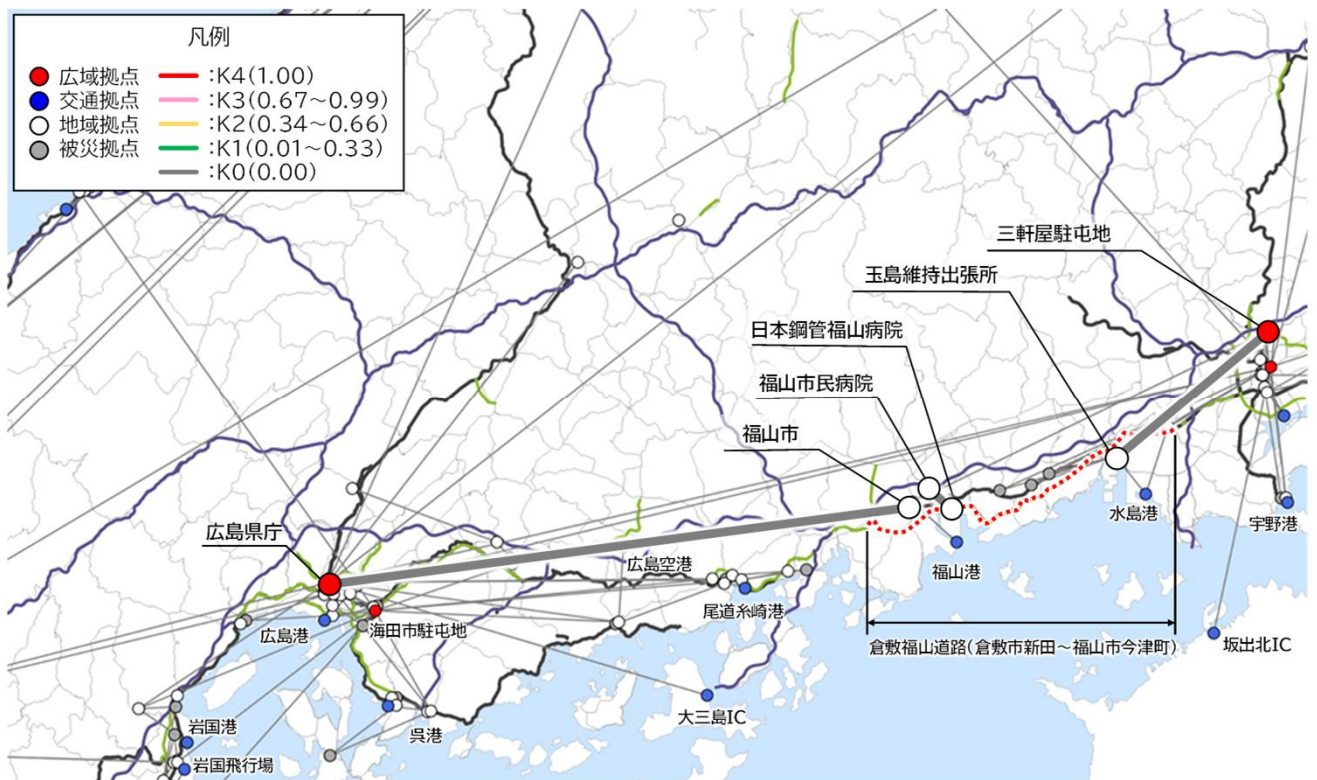 凡例
広域拠点 :K4(1.00)
交通拠点 :K3(0.67～0.99)
地域拠点 :K2(0.34～0.66)
被災拠点 :K1(0.01～0.33)
:K0(0.00)
三軒屋駐屯地
玉島維持出張所
日本鋼管福山病院
福山市民病院
福山市
広島県庁
水島港
宇野港
広島空港
福山港
尾道糸崎港
広島港
海田市駐屯地
倉敷福山道路(倉敷市新田～福山市今津町)
坂出北IC
大三島IC
岩国港
呉港
岩国飛行場